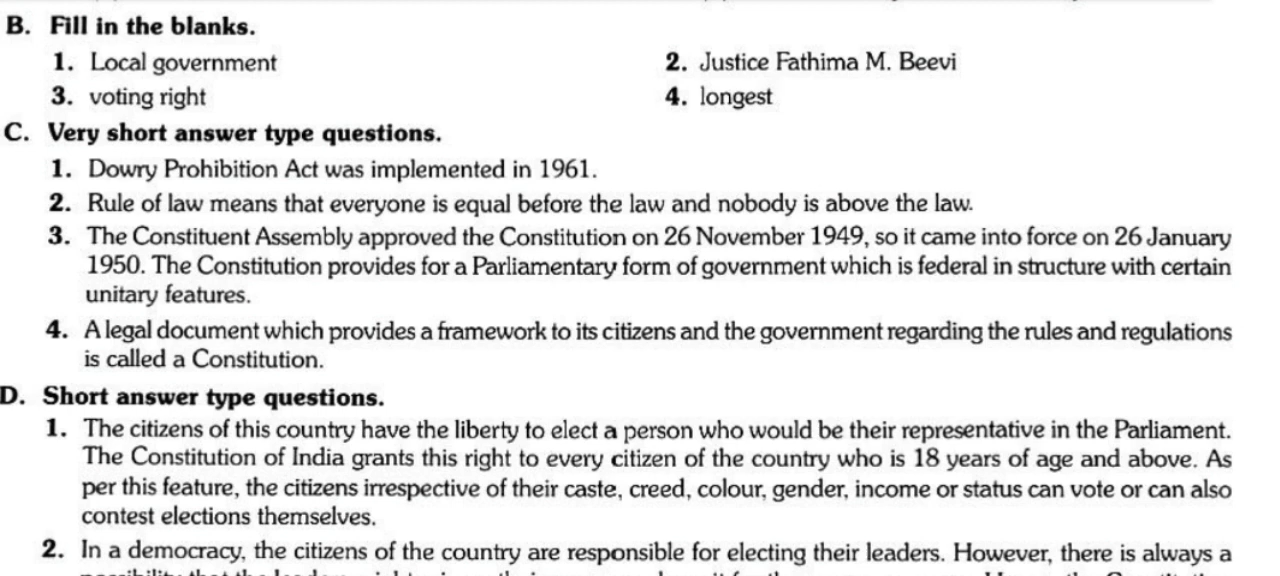 B. Fill in the blanks.
1. Local government 2. Justice Fathima M. Beevi
3. voting right 4. longest
C. Very short answer type questions.
1. Dowry Prohibition Act was implemented in 1961.
2. Rule of law means that everyone is equal before the law and nobody is above the law.
3. The Constituent Assembly approved the Constitution on 26 November 1949, so it came into force on 26 January
1950. The Constitution provides for a Parliamentary form of government which is federal in structure with certain
unitary features.
4. A legal document which provides a framework to its citizens and the government regarding the rules and regulations
is called a Constitution.
D. Short answer type questions.
1. The citizens of this country have the liberty to elect a person who would be their representative in the Parliament.
The Constitution of India grants this right to every citizen of the country who is 18 years of age and above. As
per this feature, the citizens irrespective of their caste, creed, colour, gender, income or status can vote or can also
contest elections themselves.
2. In a democracy, the citizens of the country are responsible for electing their leaders. However, there is always a